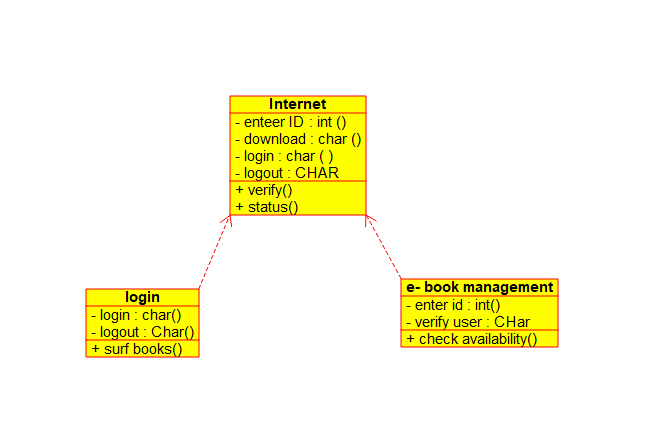 Internet
- enteer ID : int ()
- download : char ()
- login : char ( )
- logout : CHAR
+ verify()
+ status()
login
- login : char()
- logout : Char()
+ surf books()
e- book management
- enter id : int()
- verify user : CHar
+ check availability()